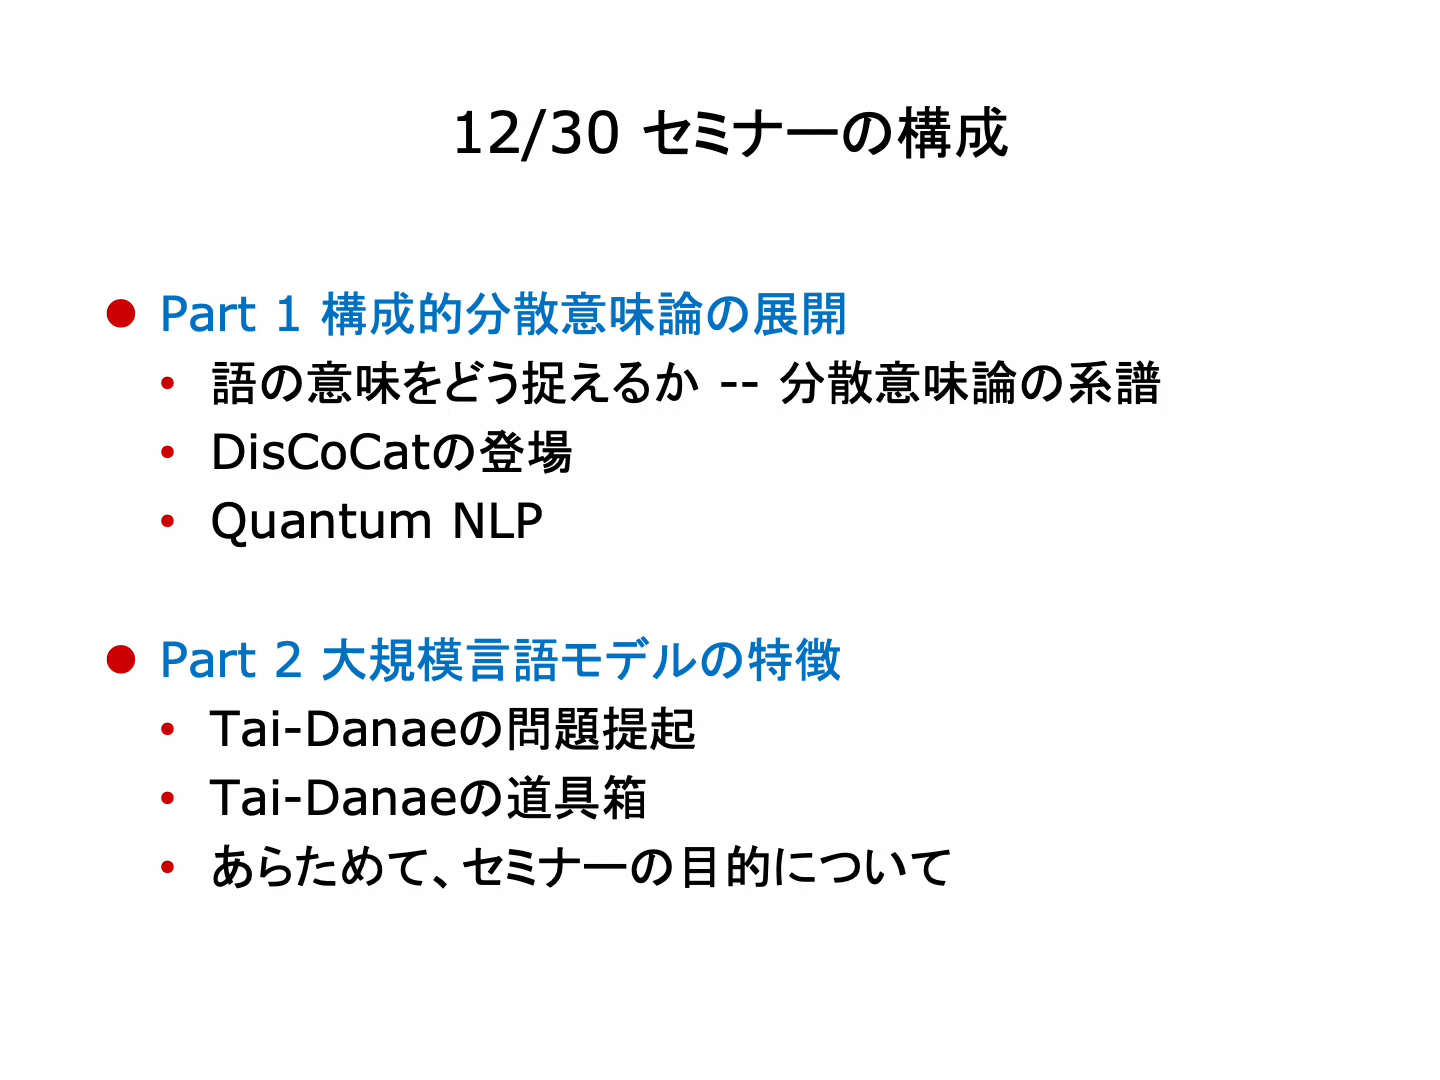 12/30 セミナーの構成
● Part 1 構成的分散意味論の展開
• 語の意味をどう捉えるか -- 分散意味論の系譜
• DisCoCatの登場
• Quantum NLP
● Part 2 大規模言語モデルの特徴
• Tai-Danaeの問題提起
• Tai-Danaeの道具箱
• あらためて、セミナーの目的について